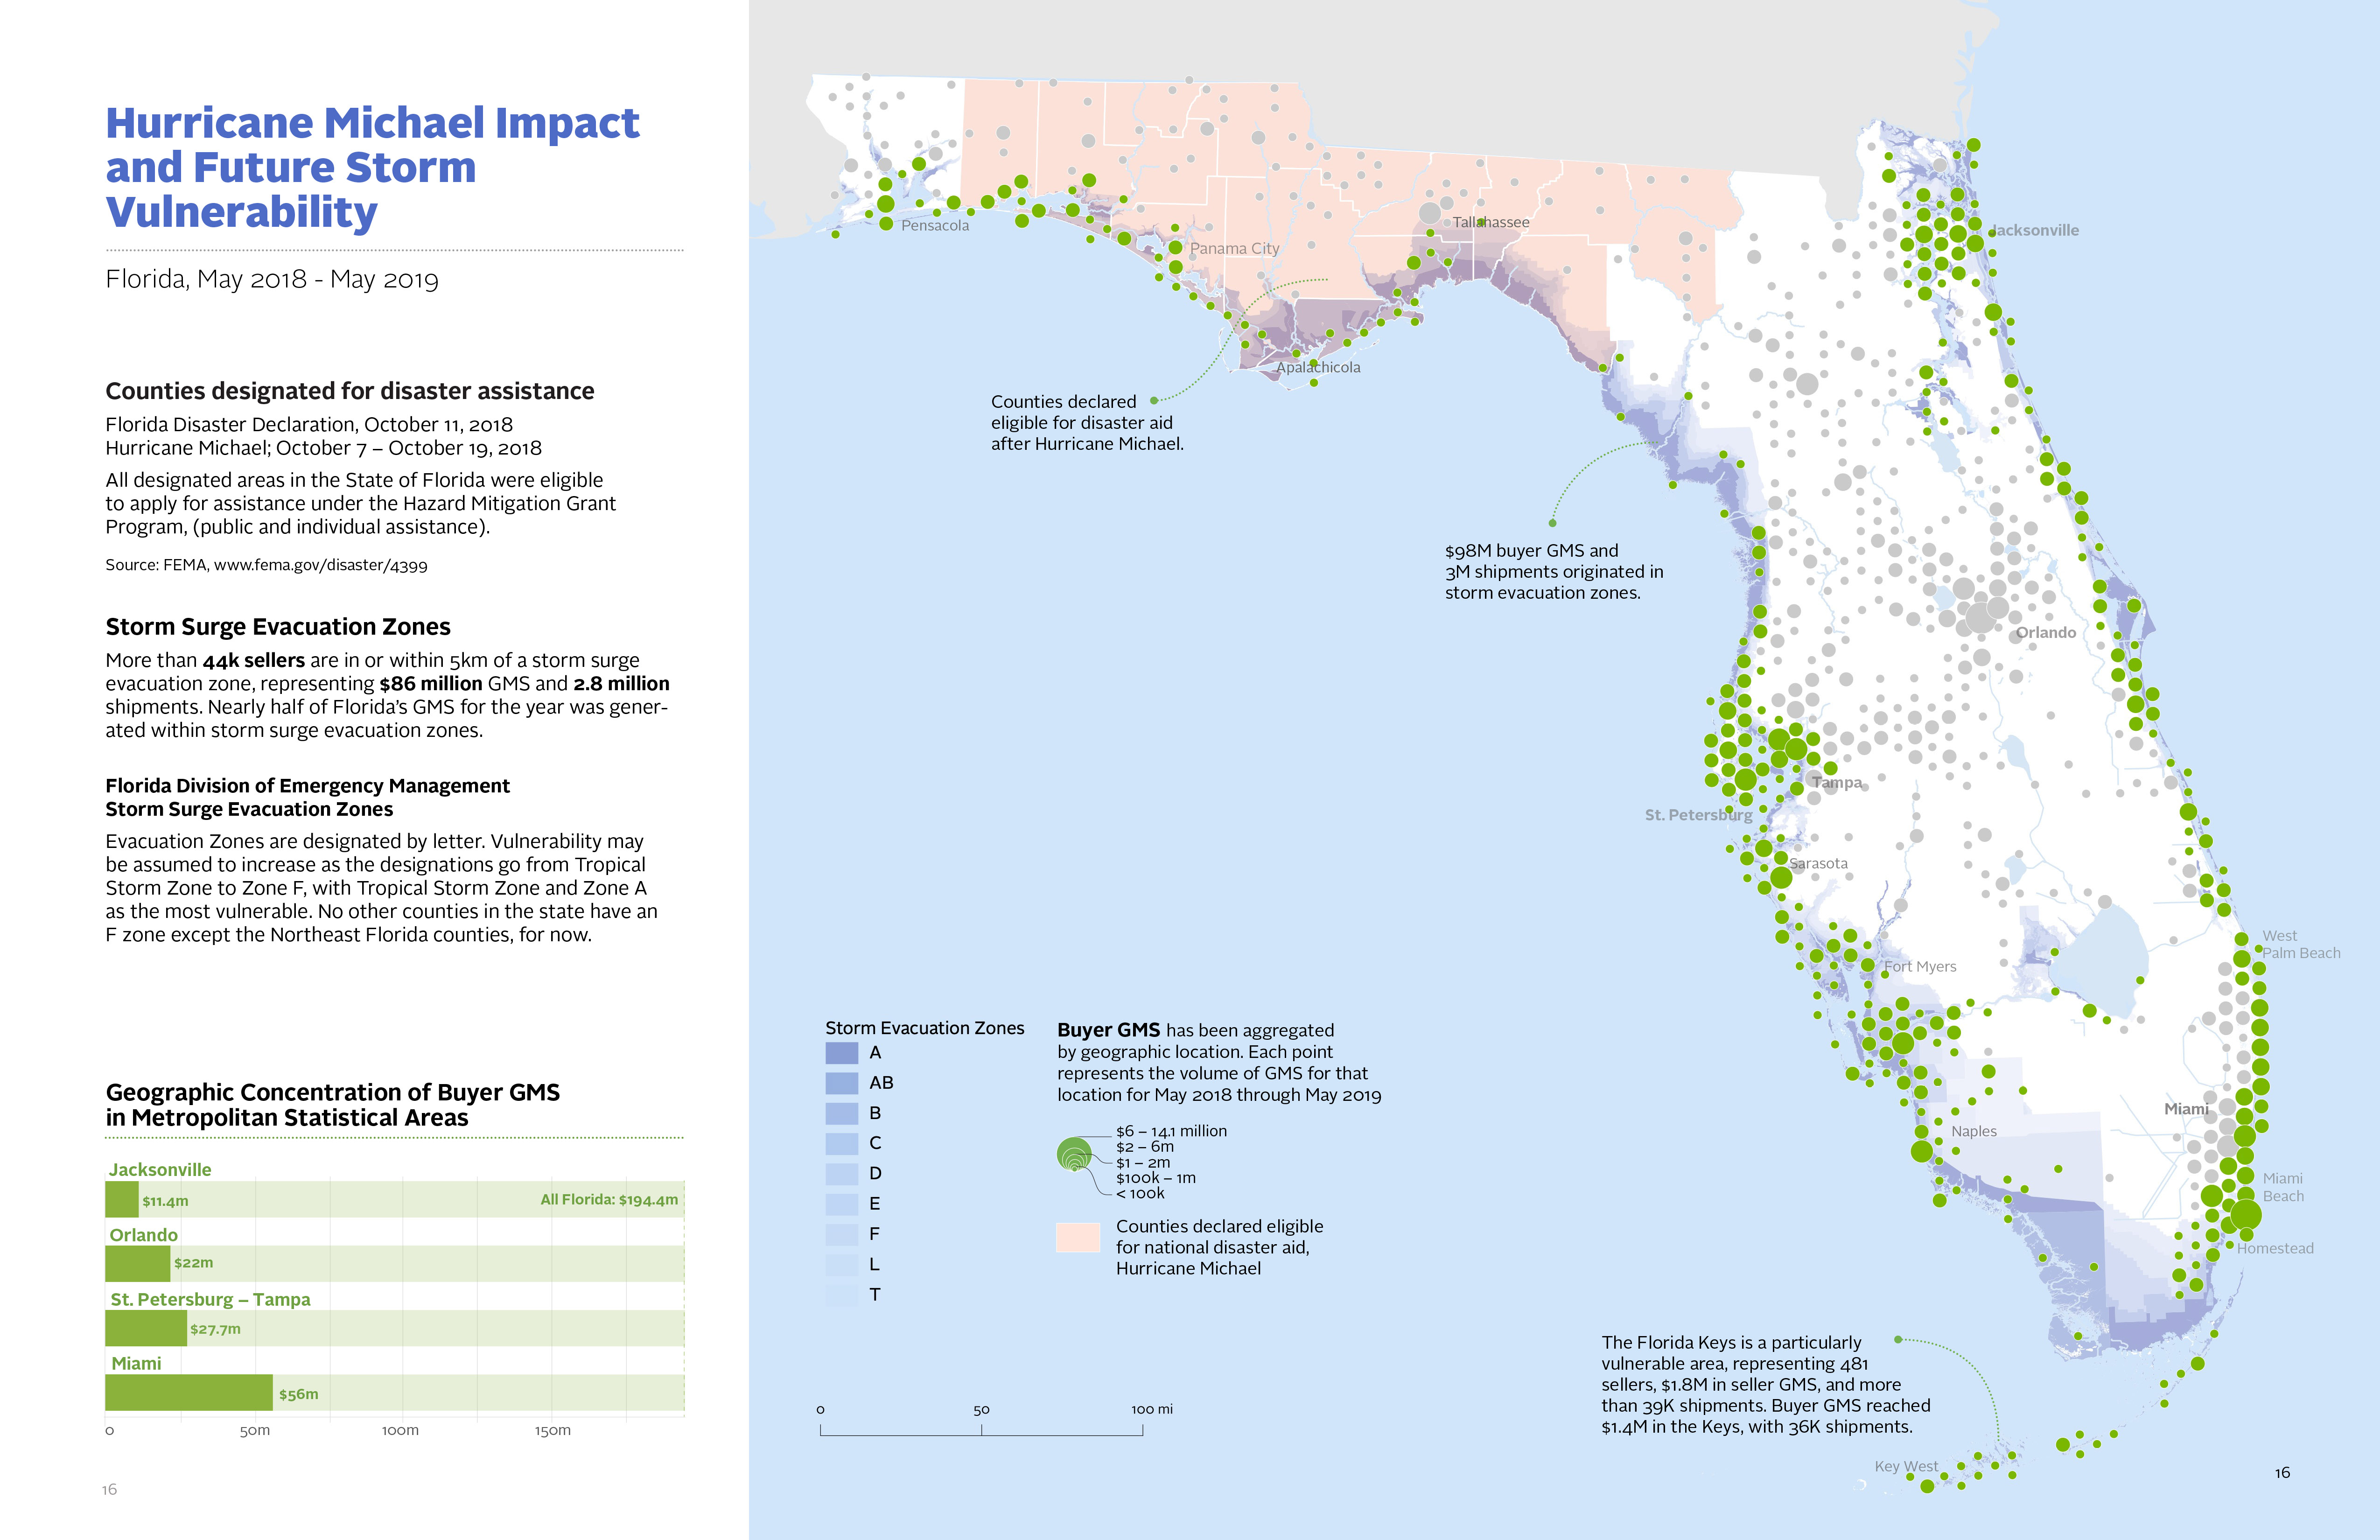 Hurricane Michael Impact
and Future Storm
Vulnerability
Florida, May 2018 - May 2019
Counties designated for disaster assistance
Florida Disaster Declaration, October 11, 2018
Hurricane Michael; October 7 – October 19, 2018
All designated areas in the State of Florida were eligible
to apply for assistance under the Hazard Mitigation Grant
Program, (public and individual assistance).
Source: FEMA, www.fema.gov/disaster/4399
Storm Surge Evacuation Zones
More than 44k sellers are in or within 5km of a storm surge
evacuation zone, representing $86 million GMS and 2.8 million
shipments. Nearly half of Florida's GMS for the year was gener-
ated within storm surge evacuation zones.
Florida Division of Emergency Management
Storm Surge Evacuation Zones
Evacuation Zones are designated by letter. Vulnerability may
be assumed to increase as the designations go from Tropical
Storm Zone to Zone F, with Tropical Storm Zone and Zone A
as the most vulnerable. No other counties in the state have an
F zone except the Northeast Florida counties, for now.
Geographic Concentration of Buyer GMS
in Metropolitan Statistical Areas
Jacksonville
$11.4m
All Florida: $194.4m
Orlando
$22m
St. Petersburg – Tampa
$27.7m
Miami
$56m
0
50m
100m
150m
16
Pensacola
Panama City
Tallahassee
Apalachicola
Jacksonville
Counties declared
eligible for disaster aid
after Hurricane Michael.
$98M buyer GMS and
3M shipments originated in
storm evacuation zones.
Orlando
Tampa
St. Petersburg
Sarasota
Fort Myers
West
Palm Beach
Naples
Miami
Miami
Beach
Homestead
Key West
Storm Evacuation Zones
A
AB
B
C
D
E
F
L
T
Buyer GMS has been aggregated
by geographic location. Each point
represents the volume of GMS for that
location for May 2018 through May 2019
$6 – 14.1 million
$2 – 6m
$1 – 2m
$100k – 1m
< 100k
Counties declared eligible
for national disaster aid,
Hurricane Michael
0
50
100 mi
The Florida Keys is a particularly
vulnerable area, representing 481
sellers, $1.8M in seller GMS, and more
than 39K shipments. Buyer GMS reached
$1.4M in the Keys, with 36K shipments.
16